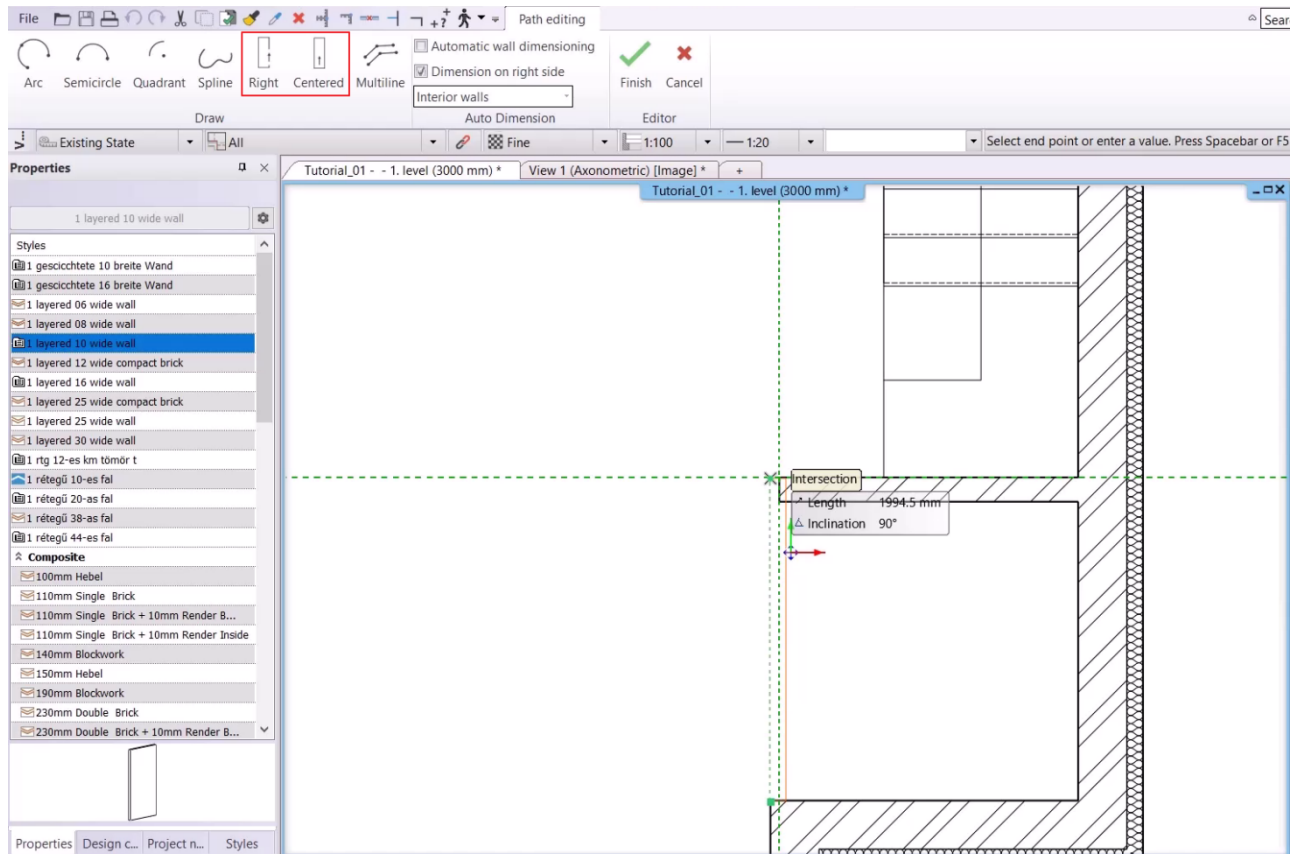 File
Path editing
Sear
Arc
Semicircle
Quadrant
Spline
Right
Centered
Multiline
Automatic wall dimensioning
Dimension on right side
Interior walls
Finish
Cancel
Draw
Auto Dimension
Editor
Existing State
All
Fine
1:100
1:20
Select end point or enter a value. Press Spacebar or F5
Properties
Tutorial_01 - - 1. level (3000 mm) *
View 1 (Axonometric) [Image] *
+
Tutorial_01 - - 1. level (3000 mm) *
1 layered 10 wide wall
Styles
1 gescicchtete 10 breite Wand
1 gescicchtete 16 breite Wand
1 layered 06 wide wall
1 layered 08 wide wall
1 layered 10 wide wall
1 layered 12 wide compact brick
1 layered 16 wide wall
1 layered 25 wide compact brick
1 layered 25 wide wall
1 layered 30 wide wall
1 rtg 12-es km tömör t
1 rétegű 10-es fal
1 rétegű 20-as fal
1 rétegű 38-as fal
1 rétegű 44-es fal
Composite
100mm Hebel
110mm Single Brick
110mm Single Brick + 10mm Render B...
110mm Single Brick + 10mm Render Inside
140mm Blockwork
150mm Hebel
190mm Blockwork
230mm Double Brick
230mm Double Brick + 10mm Render B...
Intersection
Length 1994.5 mm
Inclination 90°
Properties
Design c...
Project n...
Styles